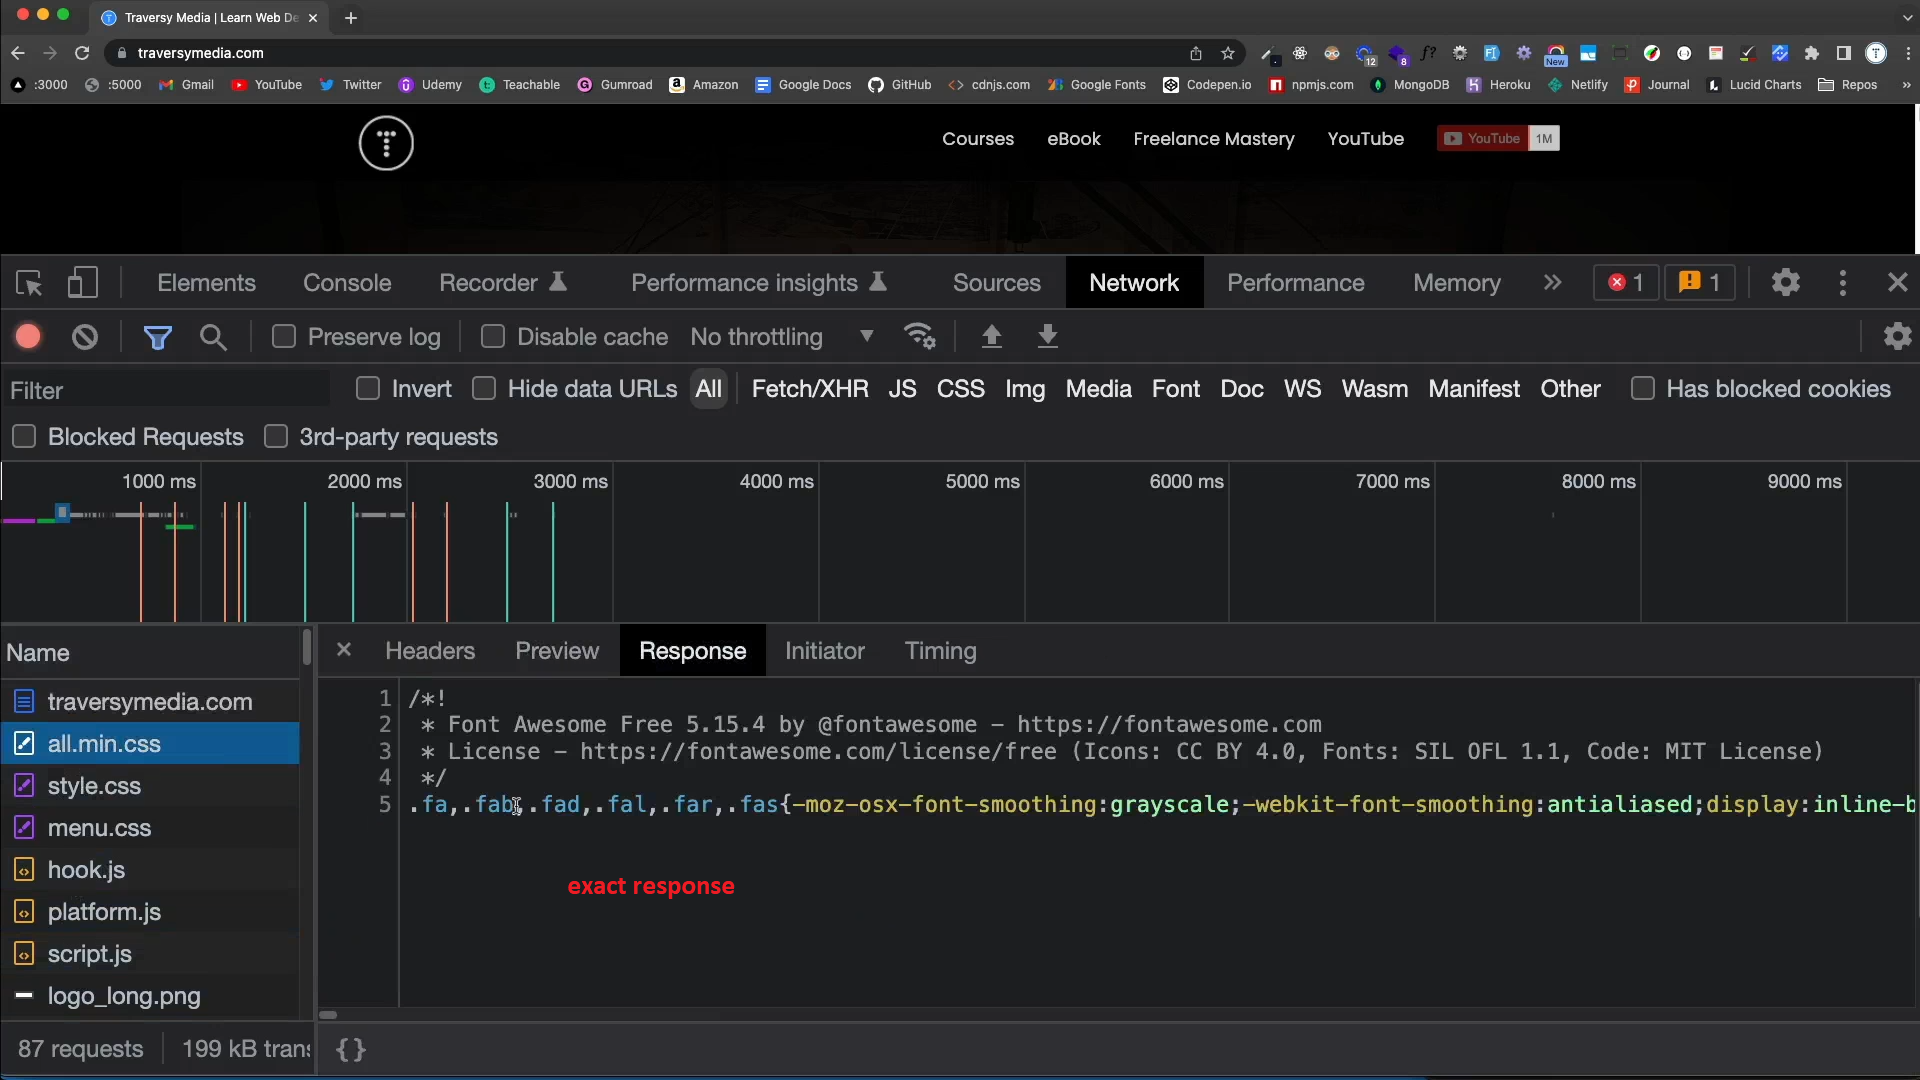 Traversy Media | Learn Web De
traversymedia.com
12
8
f?
New
:3000
:5000
Gmail
YouTube
Twitter
Udemy
Teachable
Gumroad
Amazon
Google Docs
GitHub
cdnjs.com
Google Fonts
Codepen.io
npmjs.com
MongoDB
Heroku
Netlify
Journal
Lucid Charts
Repos
Courses
eBook
Freelance Mastery
YouTube
YouTube 1M
Elements
Console
Recorder
Performance insights
Sources
Network
Performance
Memory
1
1
Preserve log
Disable cache
No throttling
Filter
Invert
Hide data URLs
All
Fetch/XHR
JS
CSS
Img
Media
Font
Doc
WS
Wasm
Manifest
Other
Has blocked cookies
Blocked Requests
3rd-party requests
1000 ms
2000 ms
3000 ms
4000 ms
5000 ms
6000 ms
7000 ms
8000 ms
9000 ms
Name
traversymedia.com
all.min.css
style.css
menu.css
hook.js
platform.js
script.js
logo_long.png
87 requests
199 kB trans
Headers
Preview
Response
Initiator
Timing
1 /*!
2 * Font Awesome Free 5.15.4 by @fontawesome - https://fontawesome.com
3 * License - https://fontawesome.com/license/free (Icons: CC BY 4.0, Fonts: SIL OFL 1.1, Code: MIT License)
4 */
5 .fa,.fab,.fad,.fal,.far,.fas{-moz-osx-font-smoothing:grayscale;-webkit-font-smoothing:antialiased;display:inline-b
exact response
{}